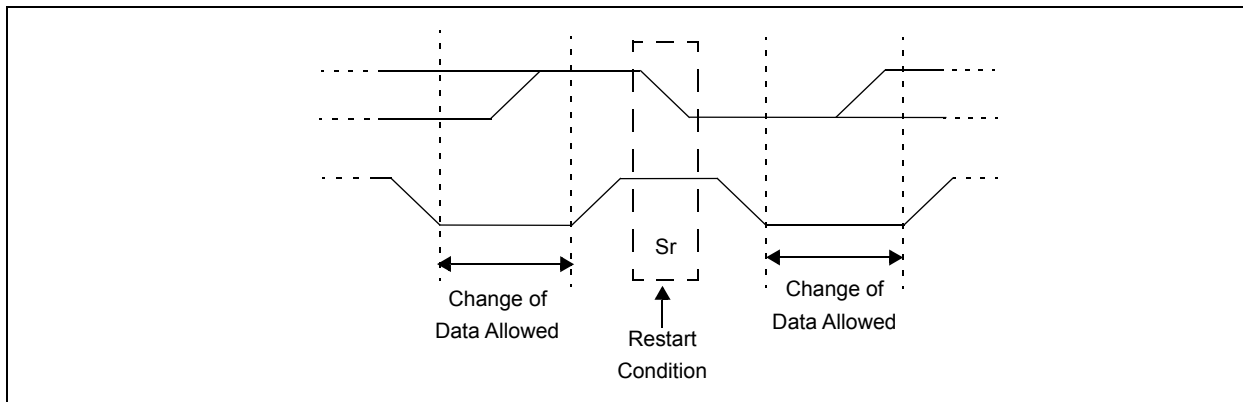 Sr
Change of
Data Allowed
Restart
Condition
Change of
Data Allowed